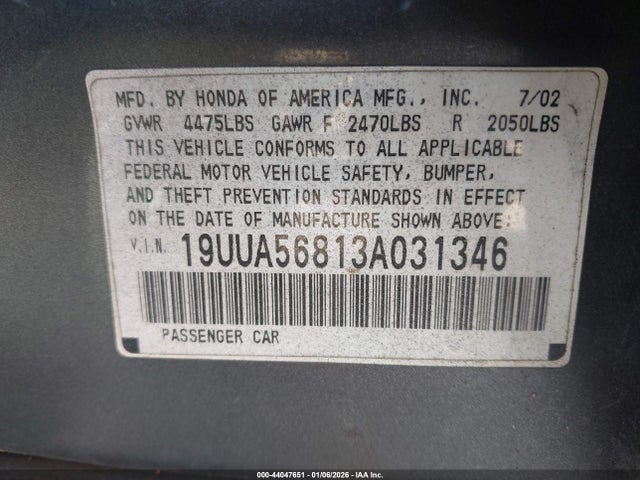 MFD. BY HONDA OF AMERICA MFG., INC. 7/02
GVWR 4475LBS GAWR F 2470LBS R 2050LBS
THIS VEHICLE CONFORMS TO ALL APPLICABLE
FEDERAL MOTOR VEHICLE SAFETY, BUMPER,
AND THEFT PREVENTION STANDARDS IN EFFECT
ON THE DATE OF MANUFACTURE SHOWN ABOVE.
V.I.N. 19UUA56813A031346
PASSENGER CAR
000-44047651 - 01/06/2026 - IAA Inc.